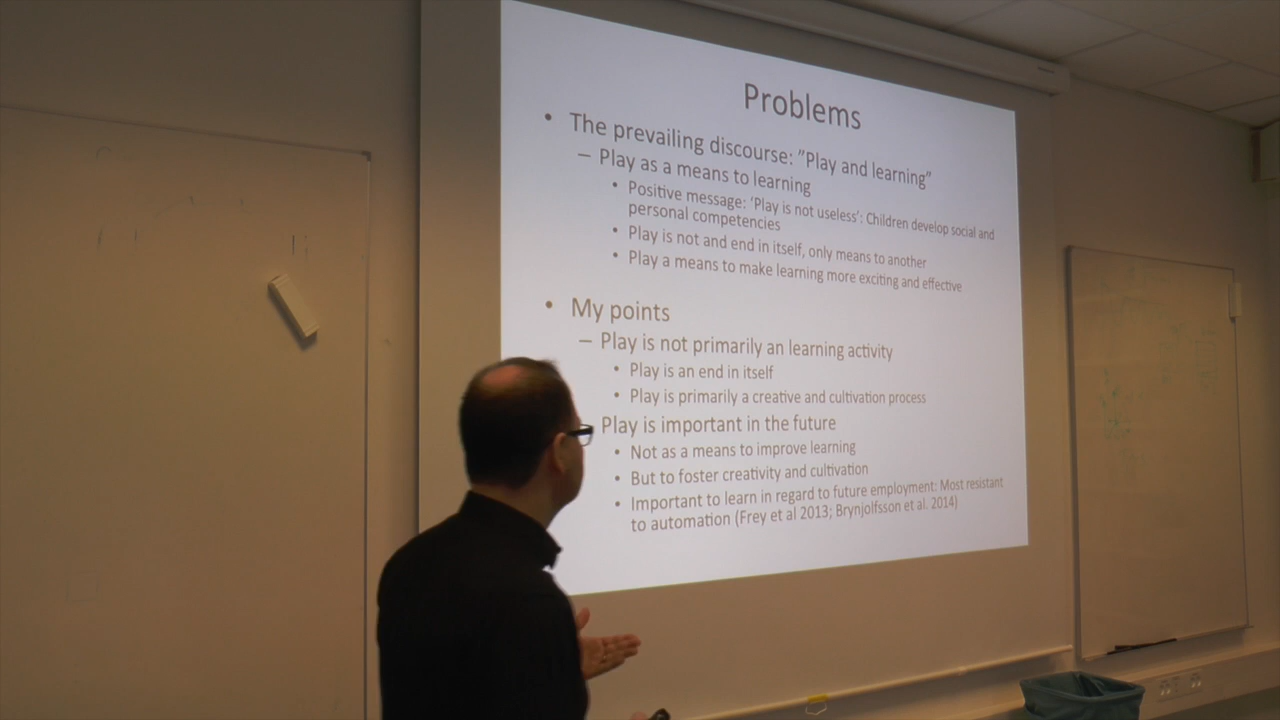 Problems
• The prevailing discourse: ”Play and learning”
– Play as a means to learning
• Positive message: ‘Play is not useless’: Children develop social and
personal competencies
• Play is not and end in itself, only means to another
• Play a means to make learning more exciting and effective
• My points
– Play is not primarily an learning activity
• Play is an end in itself
• Play is primarily a creative and cultivation process
Play is important in the future
• Not as a means to improve learning
• But to foster creativity and cultivation
• Important to learn in regard to future employment: Most resistant
to automation (Frey et al 2013; Brynjolfsson et al. 2014)